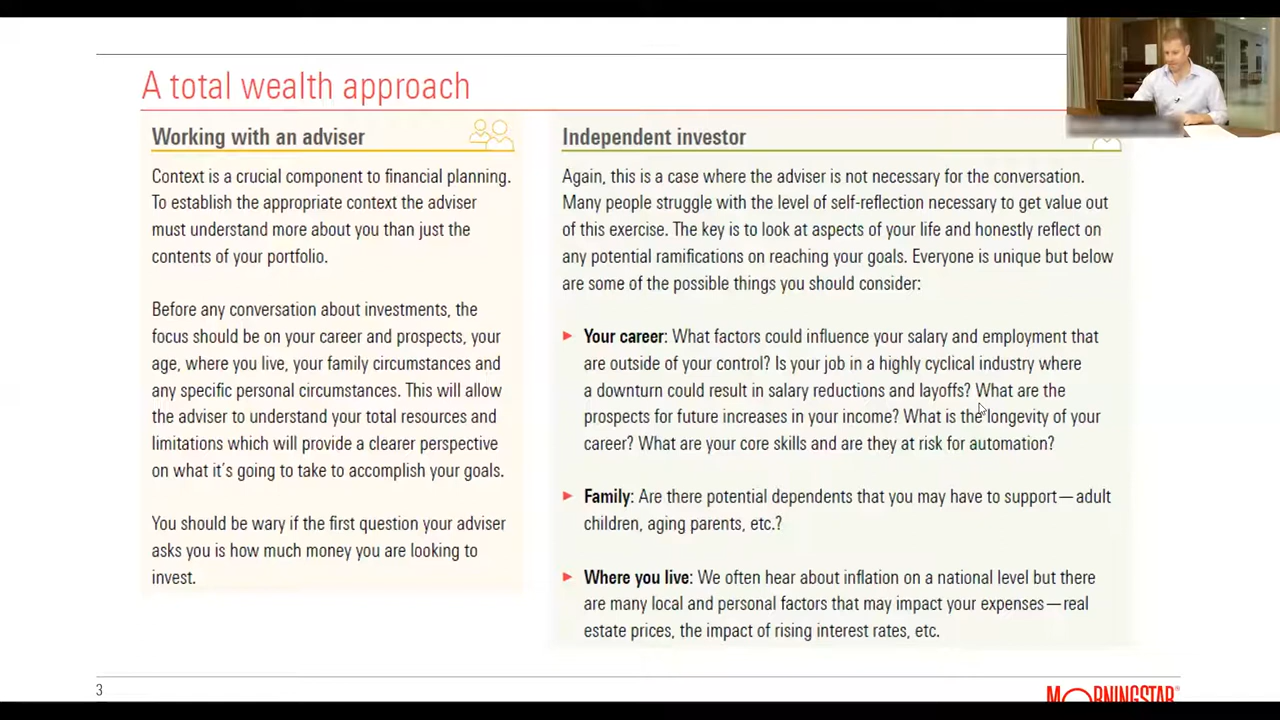 A total wealth approach
Working with an adviser
Context is a crucial component to financial planning.
To establish the appropriate context the adviser
must understand more about you than just the
contents of your portfolio.
Before any conversation about investments, the
focus should be on your career and prospects, your
age, where you live, your family circumstances and
any specific personal circumstances. This will allow
the adviser to understand your total resources and
limitations which will provide a clearer perspective
on what it's going to take to accomplish your goals.
You should be wary if the first question your adviser
asks you is how much money you are looking to
invest.
Independent investor
Again, this is a case where the adviser is not necessary for the conversation.
Many people struggle with the level of self-reflection necessary to get value out
of this exercise. The key is to look at aspects of your life and honestly reflect on
any potential ramifications on reaching your goals. Everyone is unique but below
are some of the possible things you should consider:
Your career: What factors could influence your salary and employment that
are outside of your control? Is your job in a highly cyclical industry where
a downturn could result in salary reductions and layoffs? What are the
prospects for future increases in your income? What is the longevity of your
career? What are your core skills and are they at risk for automation?
Family: Are there potential dependents that you may have to support—adult
children, aging parents, etc.?
Where you live: We often hear about inflation on a national level but there
are many local and personal factors that may impact your expenses—real
estate prices, the impact of rising interest rates, etc.
3
MORNINGSTAR®